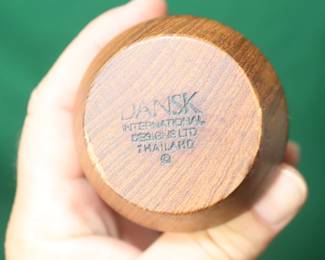 DANSK
INTERNATIONAL
DESIGNS LTD
THAILAND
©